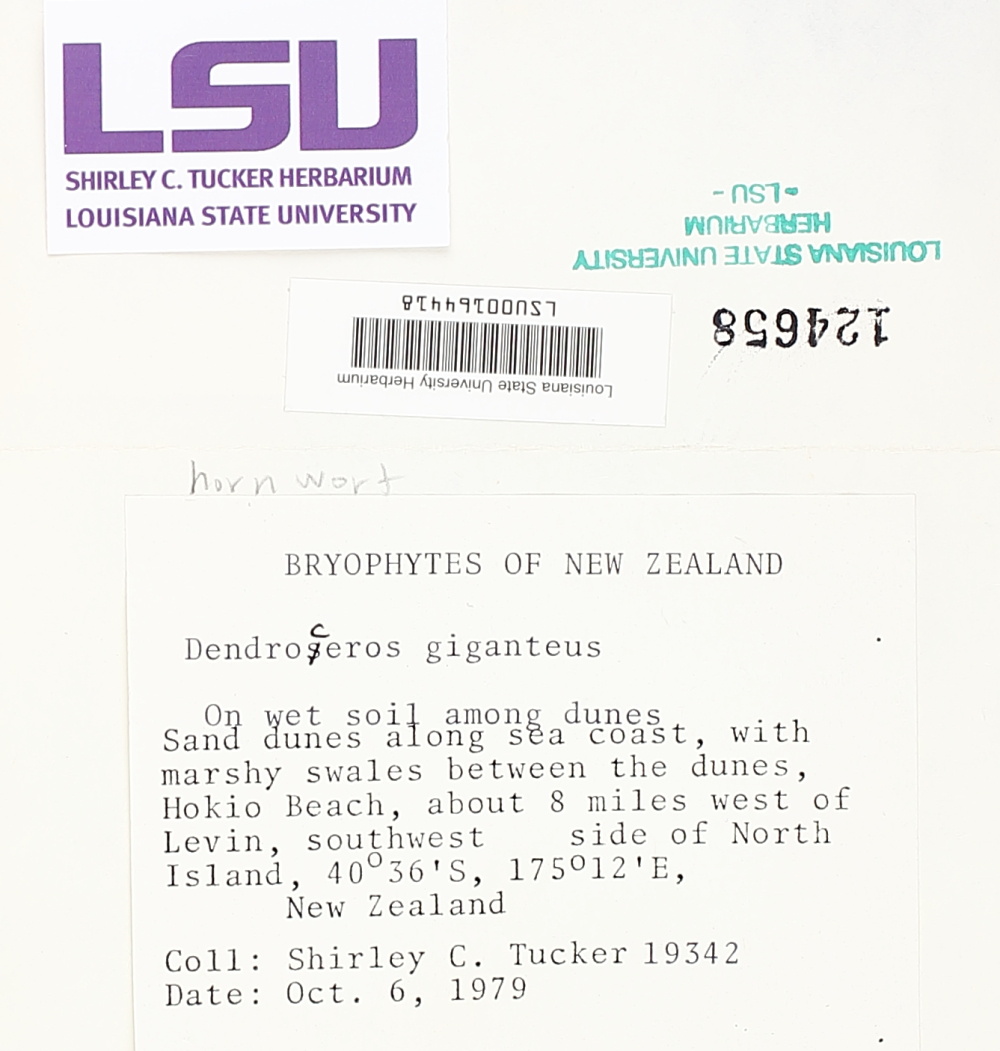 LSU
SHIRLEY C. TUCKER HERBARIUM
LOUISIANA STATE UNIVERSITY
LOUISIANA STATE UNIVERSITY
HERBARIUM
- LSU -
124658
Louisiana State University Herbarium
LSU00164418
hornwort
BRYOPHYTES OF NEW ZEALAND
Dendroceros giganteus
On wet soil among dunes
Sand dunes along sea coast, with
marshy swales between the dunes,
Hokio Beach, about 8 miles west of
Levin, southwest side of North
Island, 40°36'S, 175°12'E,
New Zealand
Coll: Shirley C. Tucker 19342
Date: Oct. 6, 1979